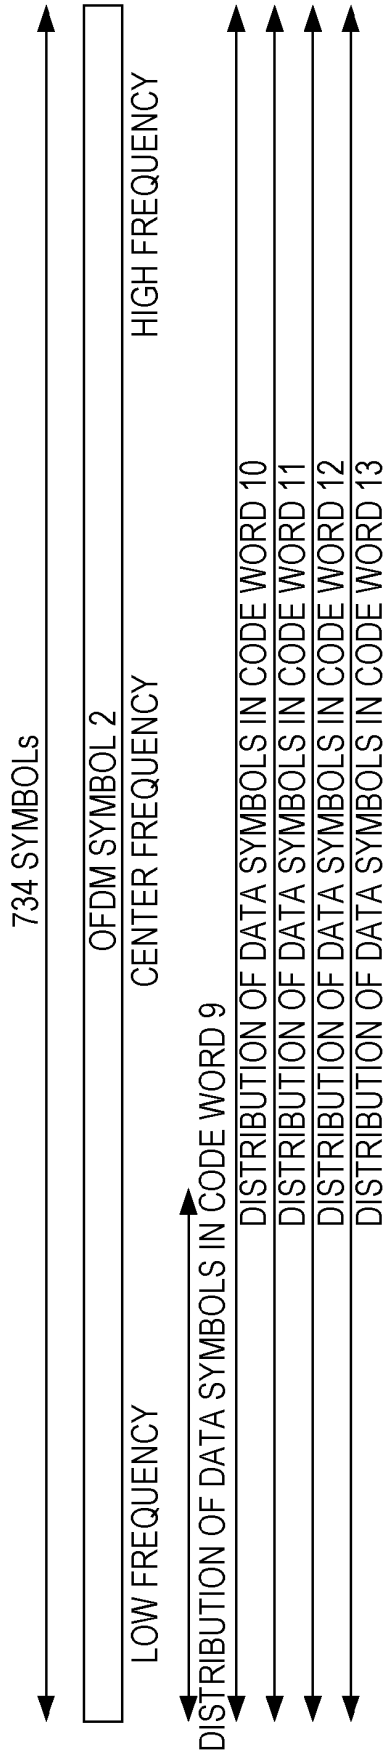 734 SYMBOLs
OFDM SYMBOL 2
LOW FREQUENCY
CENTER FREQUENCY
HIGH FREQUENCY
DISTRIBUTION OF DATA SYMBOLS IN CODE WORD 9
DISTRIBUTION OF DATA SYMBOLS IN CODE WORD 10
DISTRIBUTION OF DATA SYMBOLS IN CODE WORD 11
DISTRIBUTION OF DATA SYMBOLS IN CODE WORD 12
DISTRIBUTION OF DATA SYMBOLS IN CODE WORD 13